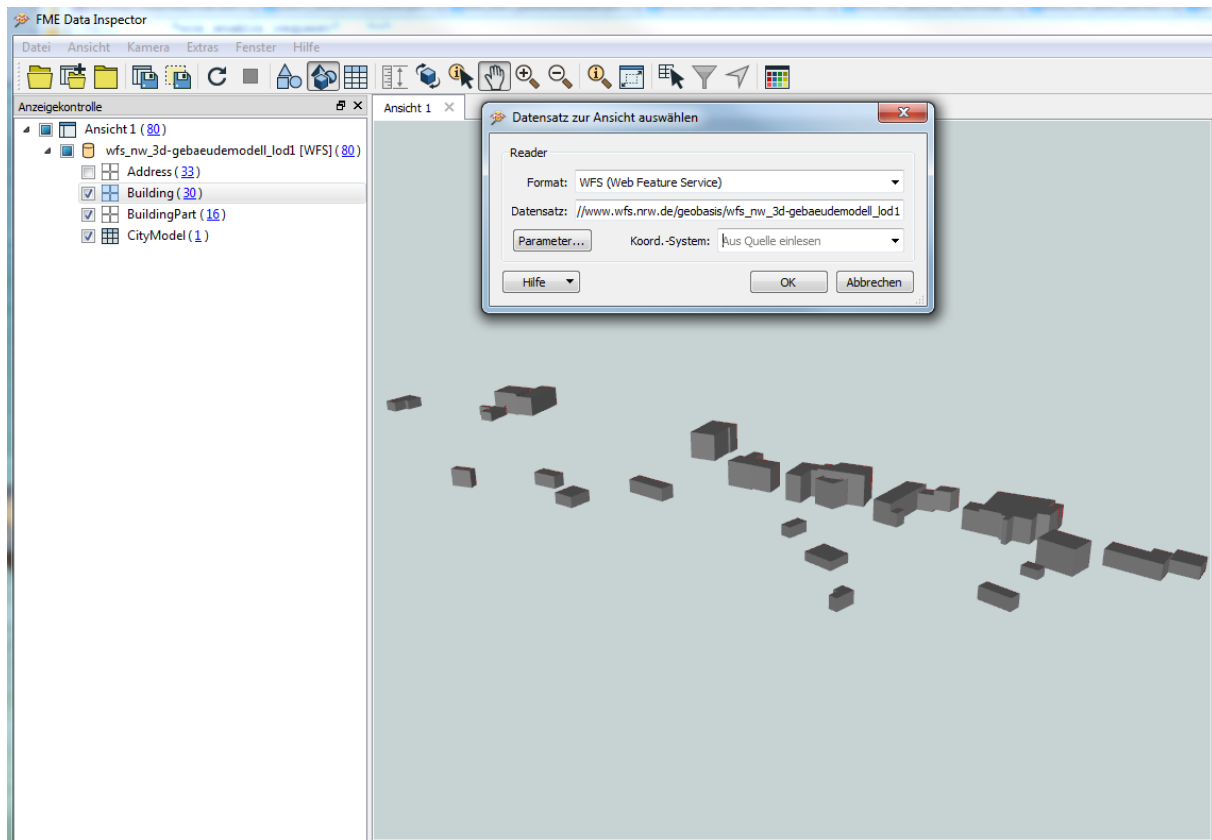 FME Data Inspector
Datei Ansicht Kamera Extras Fenster Hilfe
Anzeigekontrolle
Ansicht 1
Ansicht 1 (80)
wfs_nw_3d-gebaeudemodell_lod1 [WFS] (80)
Address (33)
Building (30)
BuildingPart (16)
CityModel (1)
Datensatz zur Ansicht auswählen
Reader
Format: WFS (Web Feature Service)
Datensatz: //www.wfs.nrw.de/geobasis/wfs_nw_3d-gebaeudemodell_lod1
Parameter... Koord.-System: Aus Quelle einlesen
Hilfe OK Abbrechen